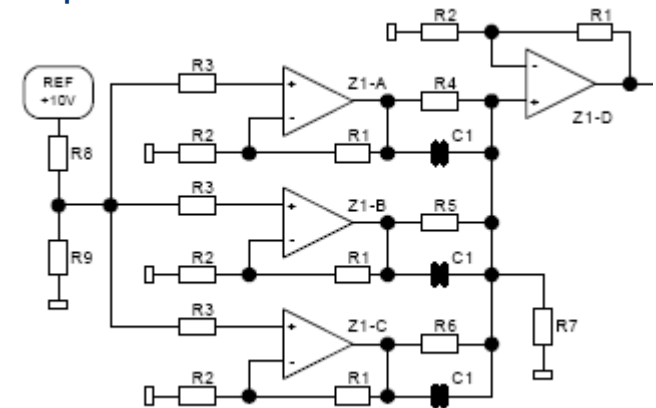 R2
R1
REF
+10V
R3
Z1-A
R4
-
+
Z1-D
+
-
R8
R2
R1
C1
R3
Z1-B
R5
+
-
R9
R2
R1
C1
R3
Z1-C
R6
R7
+
-
R2
R1
C1